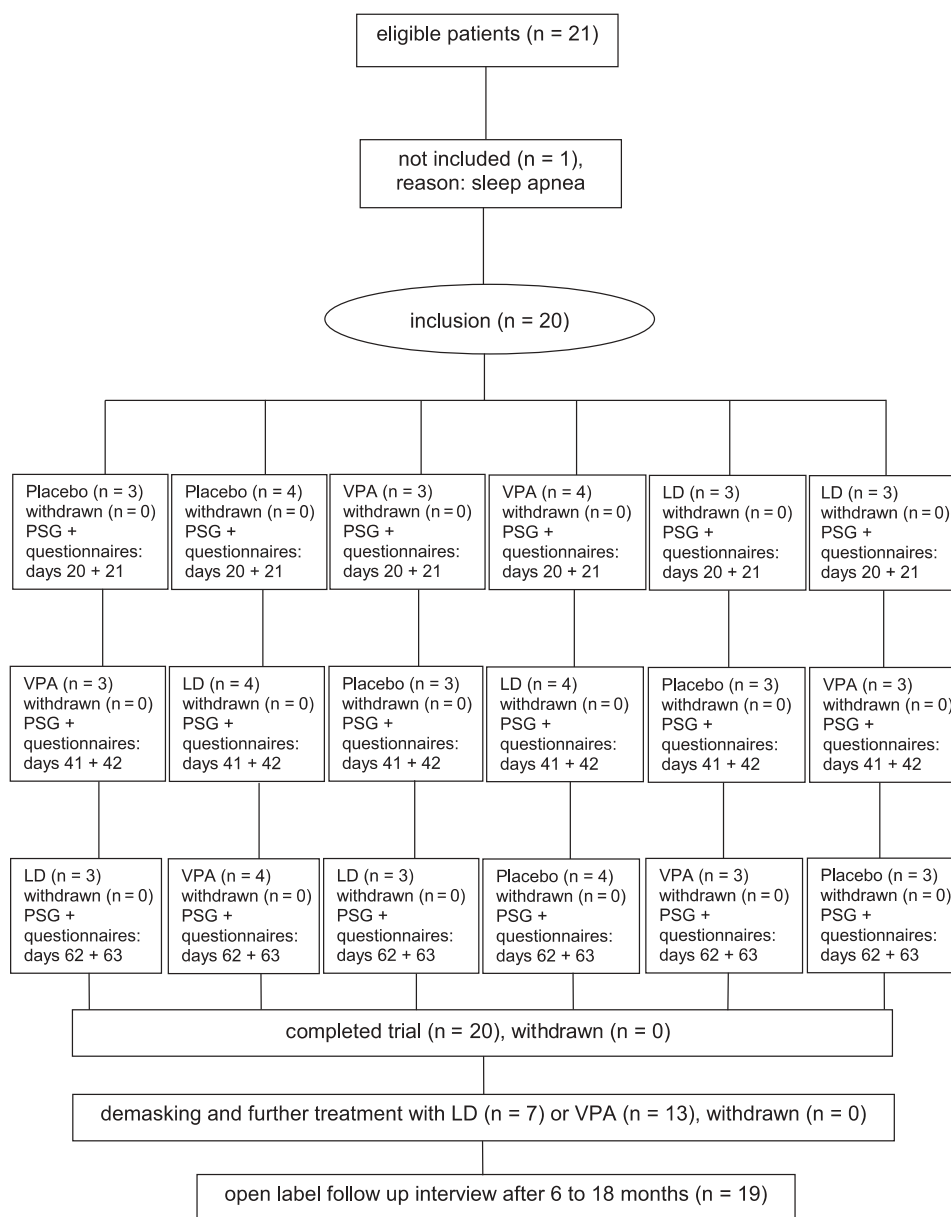 eligible patients (n = 21)
not included (n = 1),
reason: sleep apnea
inclusion (n = 20)
Placebo (n = 3)
withdrawn (n = 0)
PSG +
questionnaires:
days 20 + 21
Placebo (n = 4)
withdrawn (n = 0)
PSG +
questionnaires:
days 20 + 21
VPA (n = 3)
withdrawn (n = 0)
PSG +
questionnaires:
days 20 + 21
VPA (n = 4)
withdrawn (n = 0)
PSG +
questionnaires:
days 20 + 21
LD (n = 3)
withdrawn (n = 0)
PSG +
questionnaires:
days 20 + 21
LD (n = 3)
withdrawn (n = 0)
PSG +
questionnaires:
days 20 + 21
VPA (n = 3)
withdrawn (n = 0)
PSG +
questionnaires:
days 41 + 42
LD (n = 4)
withdrawn (n = 0)
PSG +
questionnaires:
days 41 + 42
Placebo (n = 3)
withdrawn (n = 0)
PSG +
questionnaires:
days 41 + 42
LD (n = 4)
withdrawn (n = 0)
PSG +
questionnaires:
days 41 + 42
Placebo (n = 3)
withdrawn (n = 0)
PSG +
questionnaires:
days 41 + 42
VPA (n = 3)
withdrawn (n = 0)
PSG +
questionnaires:
days 41 + 42
LD (n = 3)
withdrawn (n = 0)
PSG +
questionnaires:
days 62 + 63
VPA (n = 4)
withdrawn (n = 0)
PSG +
questionnaires:
days 62 + 63
LD (n = 3)
withdrawn (n = 0)
PSG +
questionnaires:
days 62 + 63
Placebo (n = 4)
withdrawn (n = 0)
PSG +
questionnaires:
days 62 + 63
VPA (n = 3)
withdrawn (n = 0)
PSG +
questionnaires:
days 62 + 63
Placebo (n = 3)
withdrawn (n = 0)
PSG +
questionnaires:
days 62 + 63
completed trial (n = 20), withdrawn (n = 0)
demasking and further treatment with LD (n = 7) or VPA (n = 13), withdrawn (n = 0)
open label follow up interview after 6 to 18 months (n = 19)